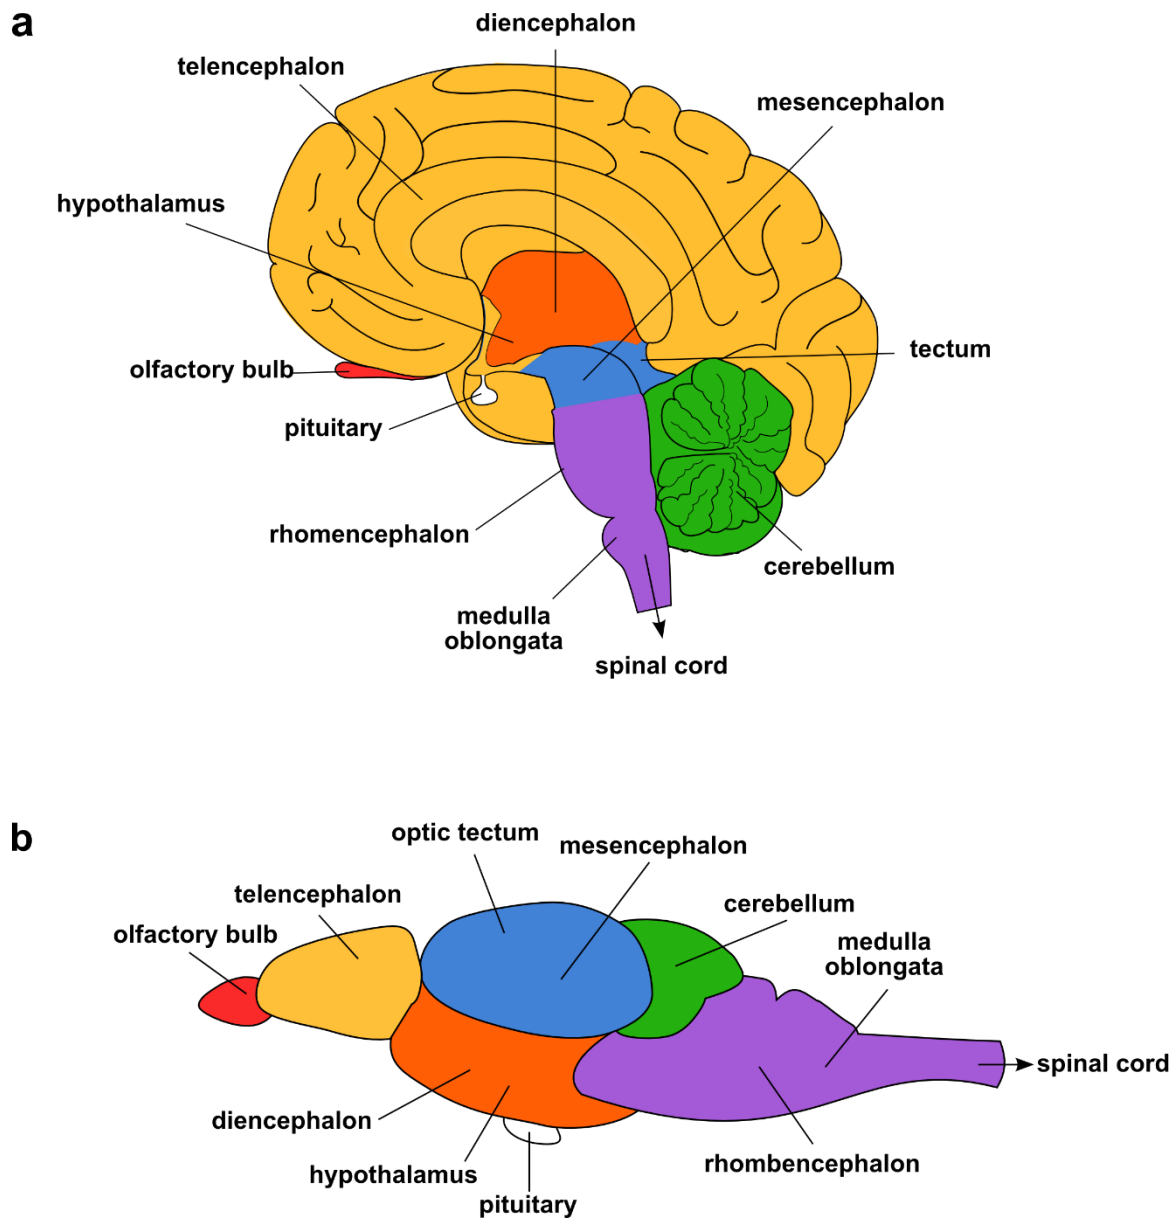 a
diencephalon
telencephalon
mesencephalon
hypothalamus
tectum
olfactory bulb
pituitary
rhomencephalon
cerebellum
medulla
oblongata
spinal cord
b
optic tectum
mesencephalon
telencephalon
cerebellum
olfactory bulb
medulla
oblongata
spinal cord
diencephalon
rhombencephalon
hypothalamus
pituitary